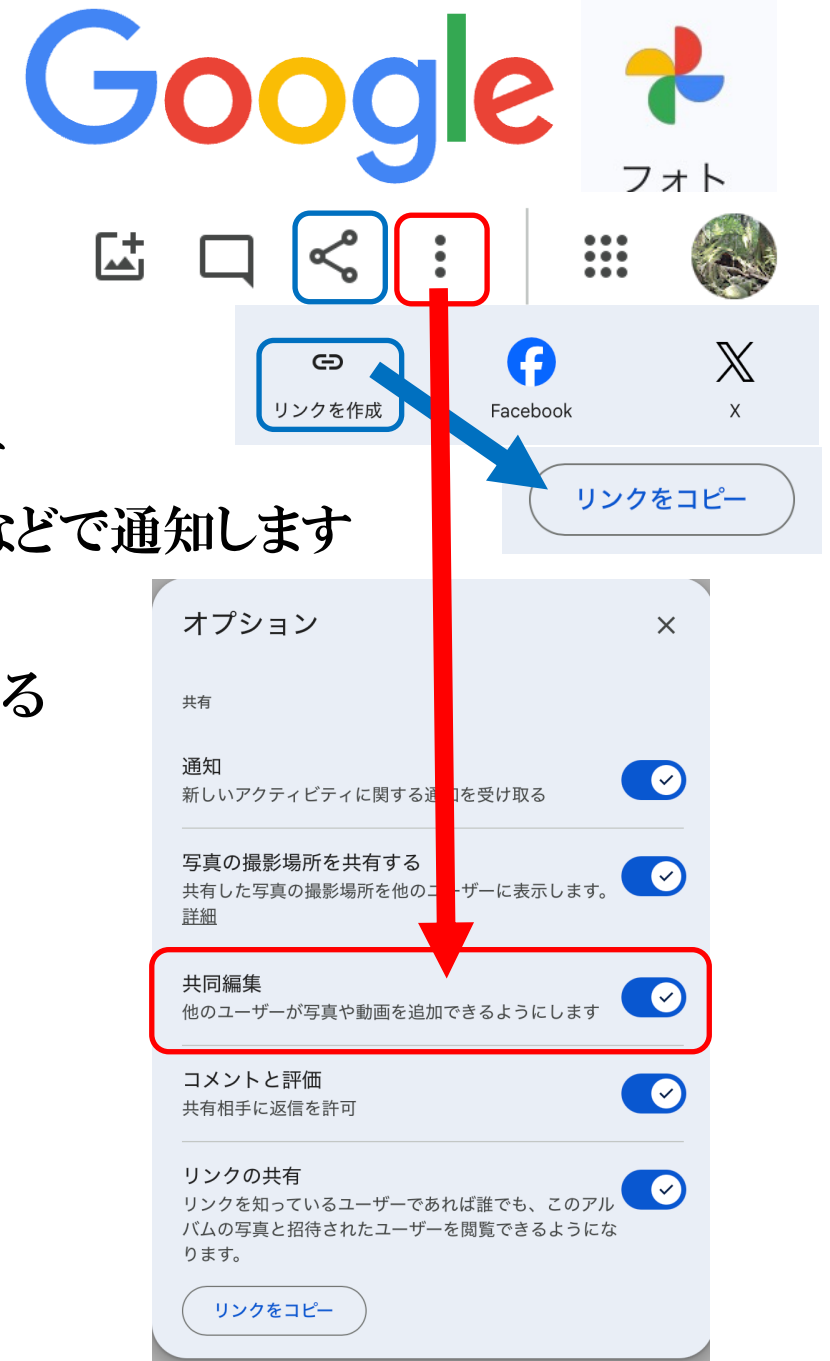 Google
フォト
リンクを作成
Facebook
X
リンクをコピー
などで通知します
る
オプション
共有
通知
新しいアクティビティに関する通知を受け取る
写真の撮影場所を共有する
共有した写真の撮影場所を他のユーザーに表示します。
詳細
共同編集
他のユーザーが写真や動画を追加できるようにします
コメントと評価
共有相手に返信を許可
リンクの共有
リンクを知っているユーザーであれば誰でも、このアル
バムの写真と招待されたユーザーを閲覧できるようにな
ります。
リンクをコピー